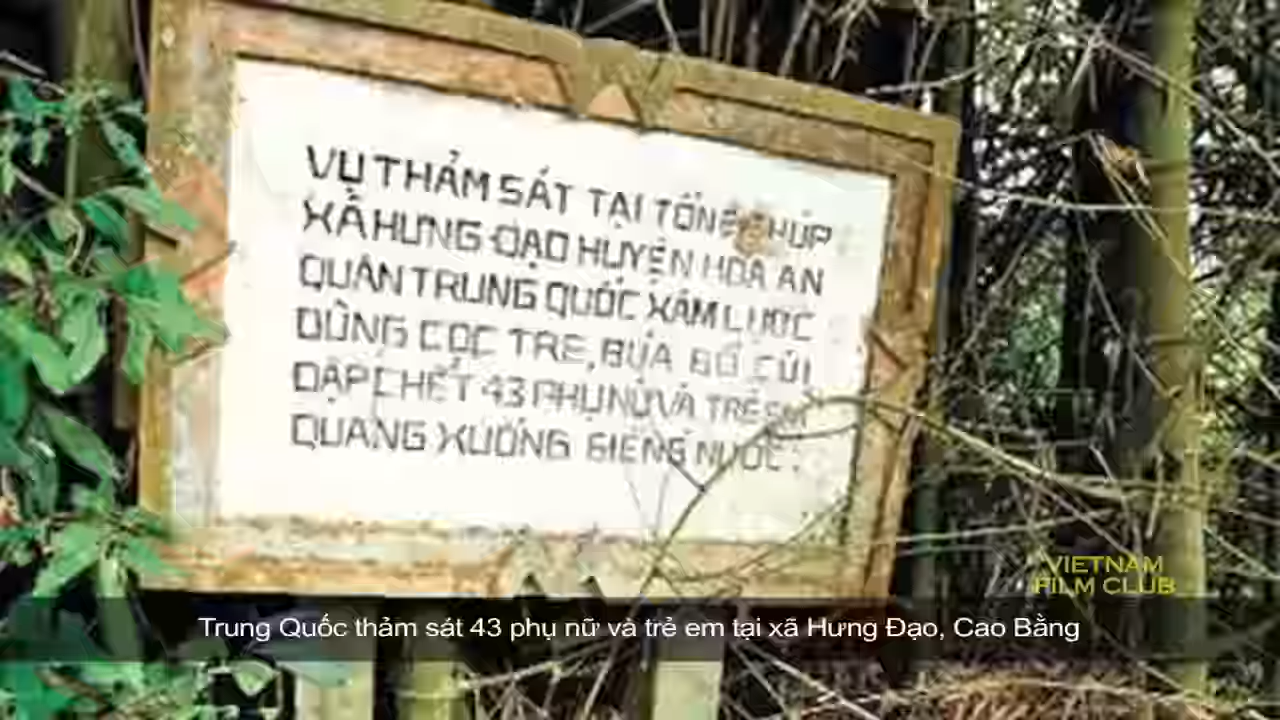 VỤ THẢM SÁT TẠI TỔNG CHÚP
XÃ HƯNG ĐẠO HUYỆN HOÀ AN
QUÂN TRUNG QUỐC XÂM LƯỢC
DÙNG CỌC TRE, BÚA BỔ CỦI
ĐẬP CHẾT 43 PHỤ NỮ VÀ TRẺ EM
QUĂNG XUỐNG GIẾNG NƯỚC.
VIETNAM
FILM CLUB
Trung Quốc thảm sát 43 phụ nữ và trẻ em tại xã Hưng Đạo, Cao Bằng